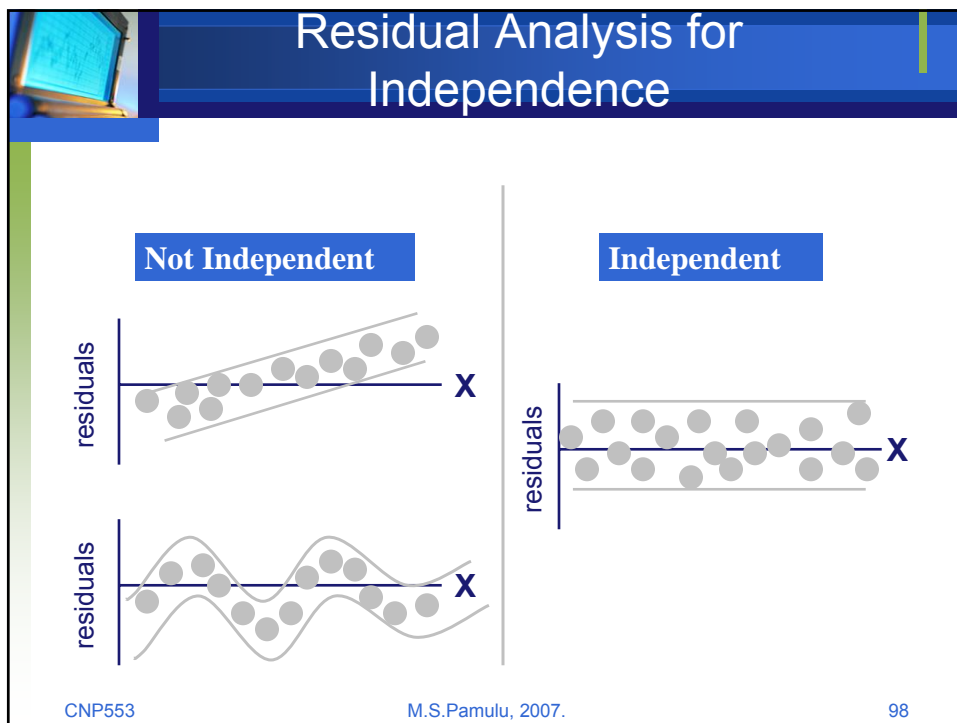 Residual Analysis for
Independence
Not Independent
residuals
X
residuals
X
Independent
residuals
X
CNP553
M.S.Pamulu, 2007.
98